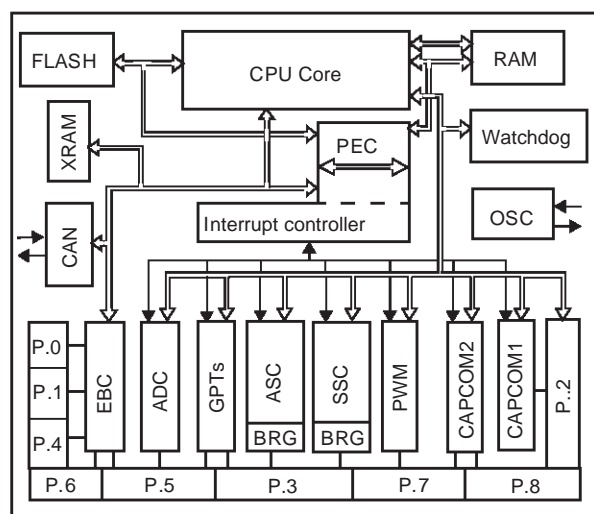 FLASH
CPU Core
RAM
XRAM
PEC
Watchdog
Interrupt controller
OSC
CAN
P.0
P.1
P.4
EBC
ADC
GPTs
ASC
BRG
SSC
BRG
PWM
CAPCOM2
CAPCOM1
P..2
P.6
P.5
P.3
P.7
P.8